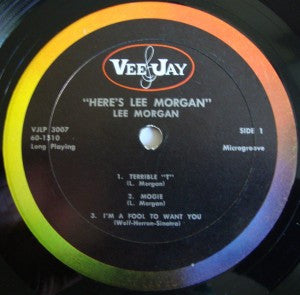 VEE JAY
"HERE'S LEE MORGAN"
LEE MORGAN
VJLP 3007
60-1510
Long Playing
SIDE 1
Microgroove
1. TERRIBLE "T"
(L. Morgan)
2. MOGIE
(L. Morgan)
3. I'M A FOOL TO WANT YOU
(Wolf-Herron-Sinatra)